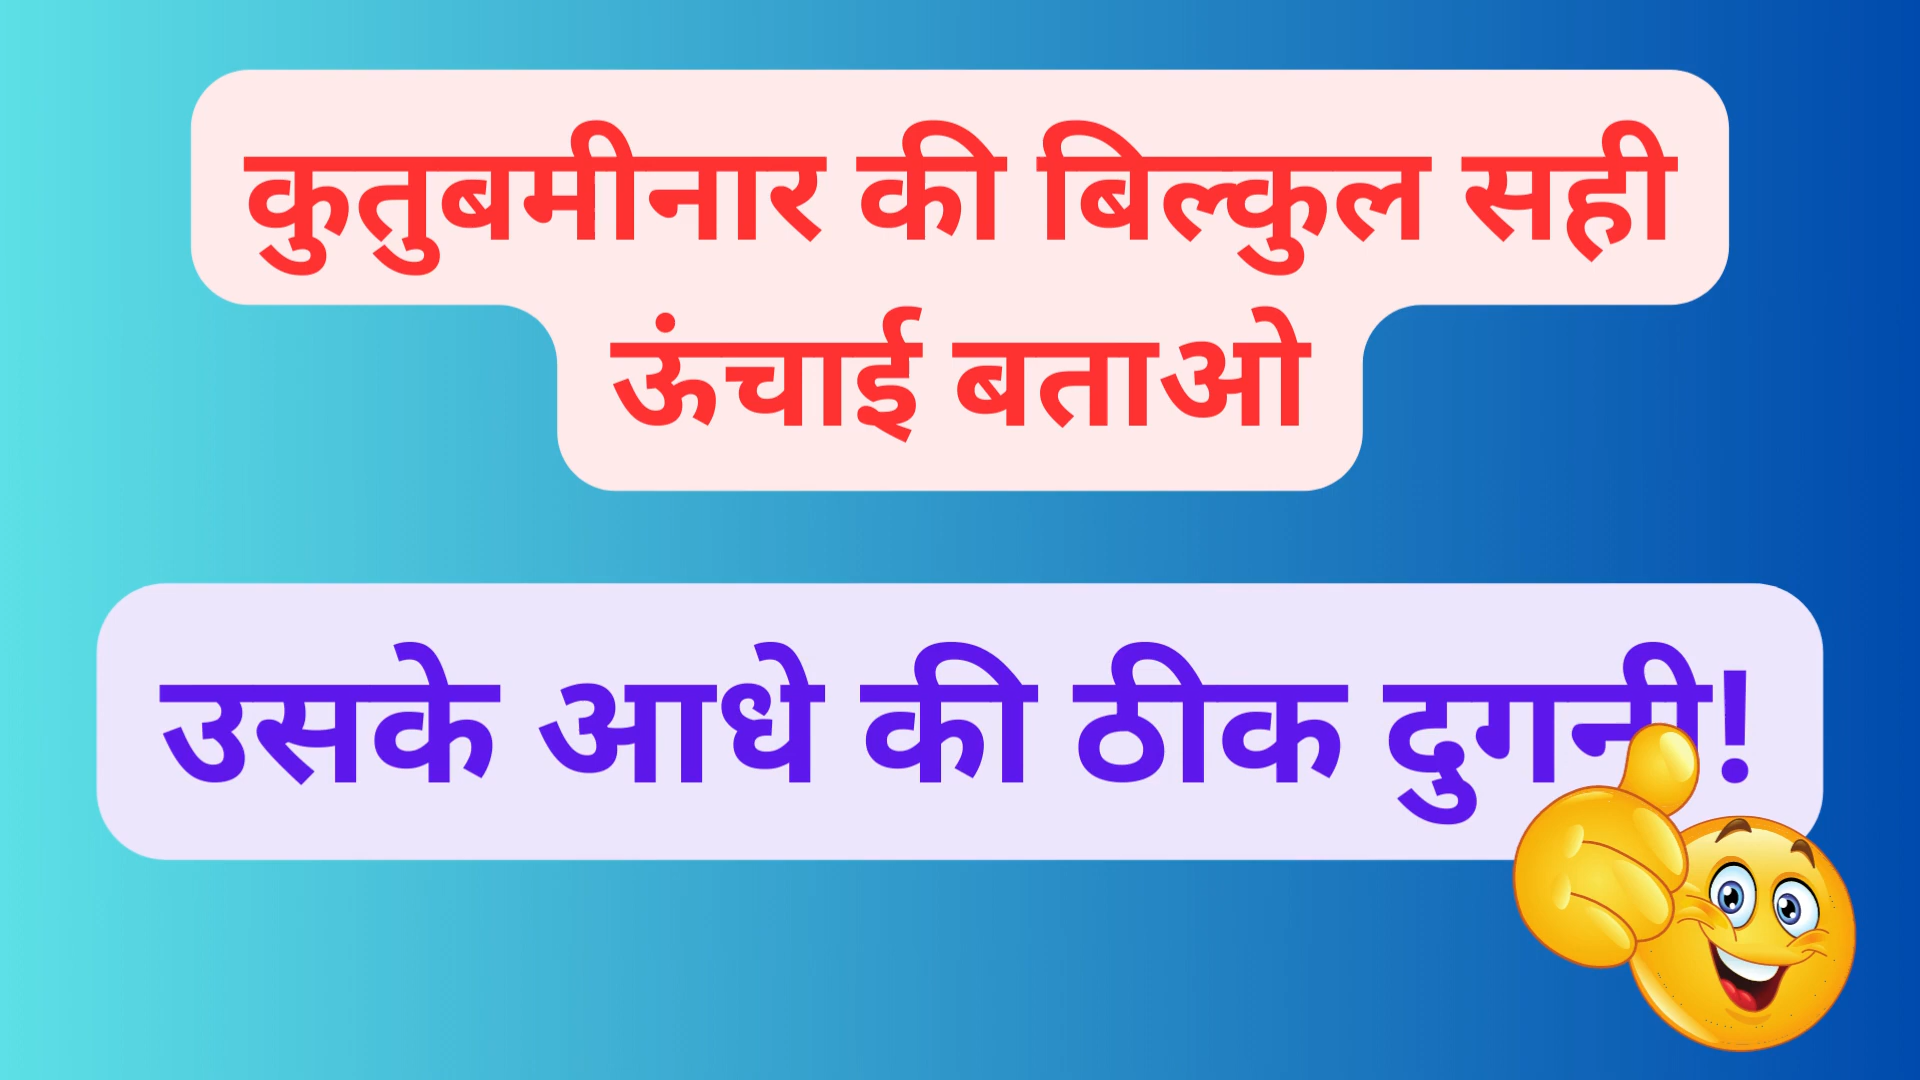 कुतुबमीनार की बिल्कुल सही
ऊंचाई बताओ
उसके आधे की ठीक दुगनी!